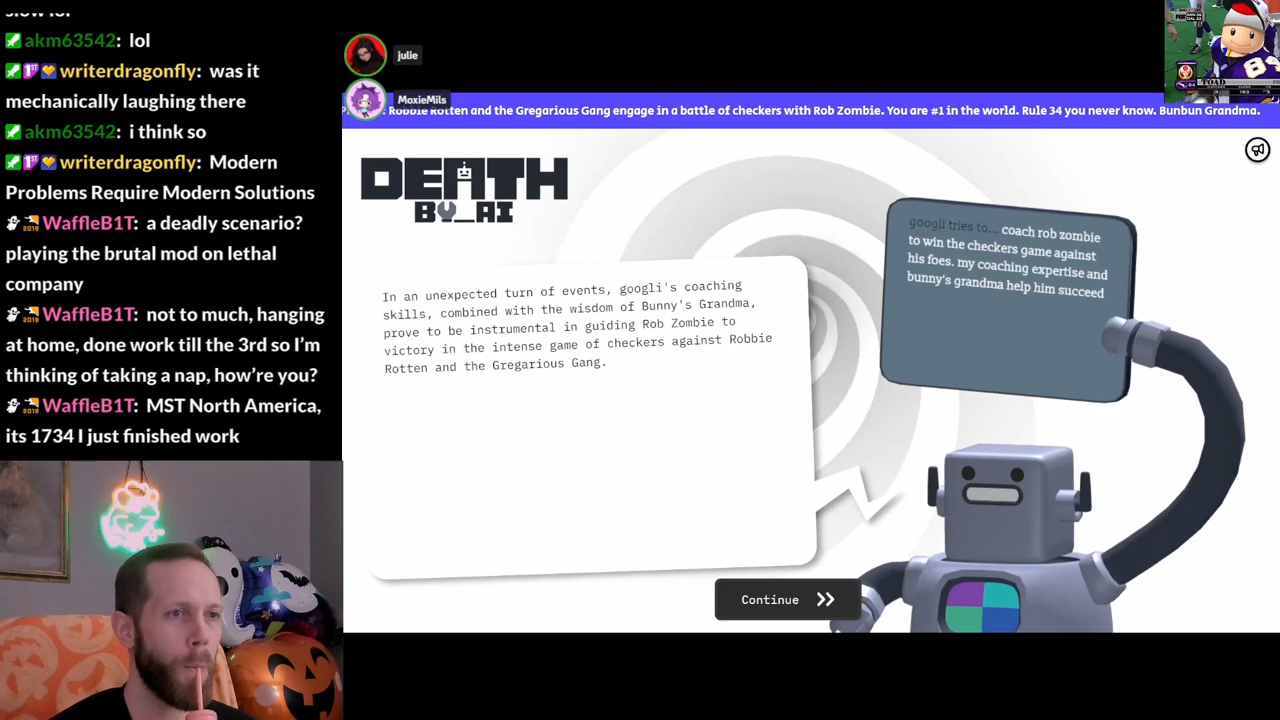 akm63542: lol
writerdragonfly: was it
mechanically laughing there
akm63542: i think so
writerdragonfly: Modern
Problems Require Modern Solutions
WaffleB1T: a deadly scenario?
playing the brutal mod on lethal
company
WaffleB1T: not to much, hanging
at home, done work till the 3rd so I'm
thinking of taking a nap, how're you?
WaffleB1T: MST North America,
its 1734 I just finished work
julie
MoxieMils
Robbie Rotten and the Gregarious Gang engage in a battle of checkers with Rob Zombie. You are #1 in the world. Rule 34 you never know. Bunbun Grandma.
DEATH
BY_AI
In an unexpected turn of events, googli's coaching
skills, combined with the wisdom of Bunny's Grandma,
prove to be instrumental in guiding Rob Zombie to
victory in the intense game of checkers against Robbie
Rotten and the Gregarious Gang.
googli tries to... coach rob zombie
to win the checkers game against
his foes. my coaching expertise and
bunny's grandma help him succeed
Continue
TOAD